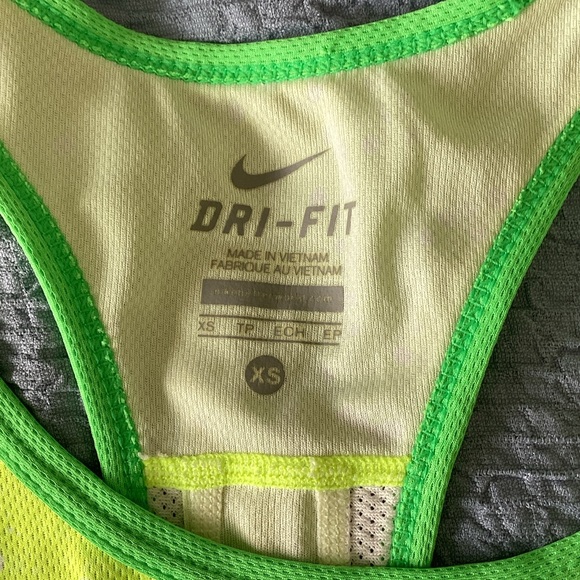 DRI-FIT
MADE IN VIETNAM
FABRIQUE AU VIETNAM
XS TP ECH EP
XS